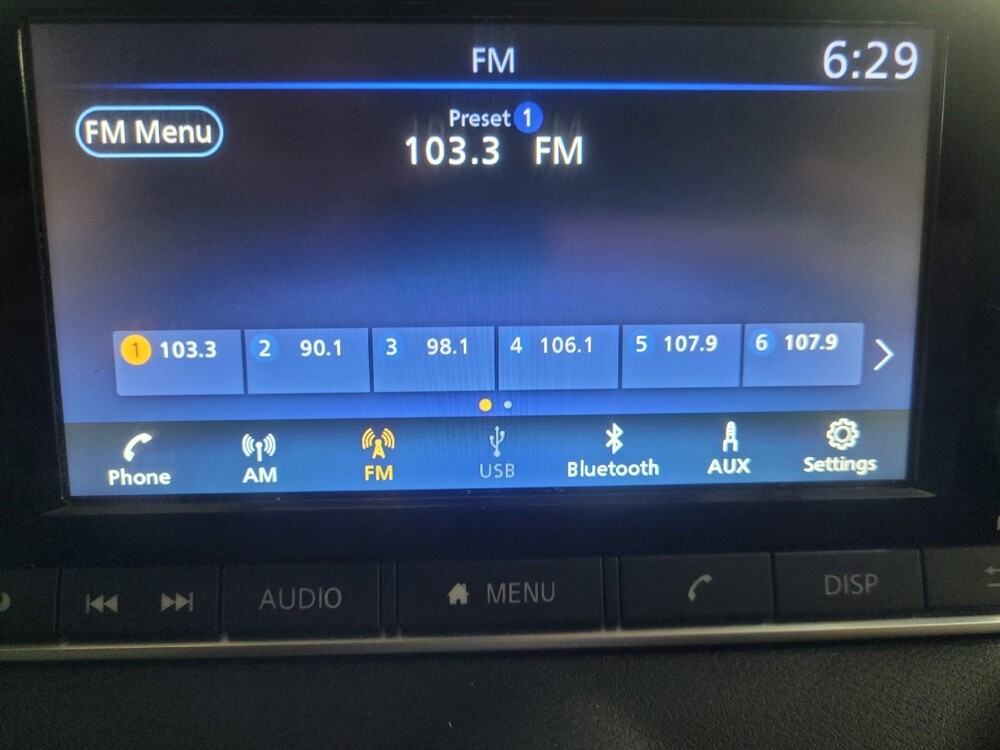 FM 6:29
FM Menu
Preset 1
103.3 FM
1 103.3 2 90.1 3 98.1 4 106.1 5 107.9 6 107.9
Phone AM FM USB Bluetooth AUX Settings
AUDIO MENU DISP